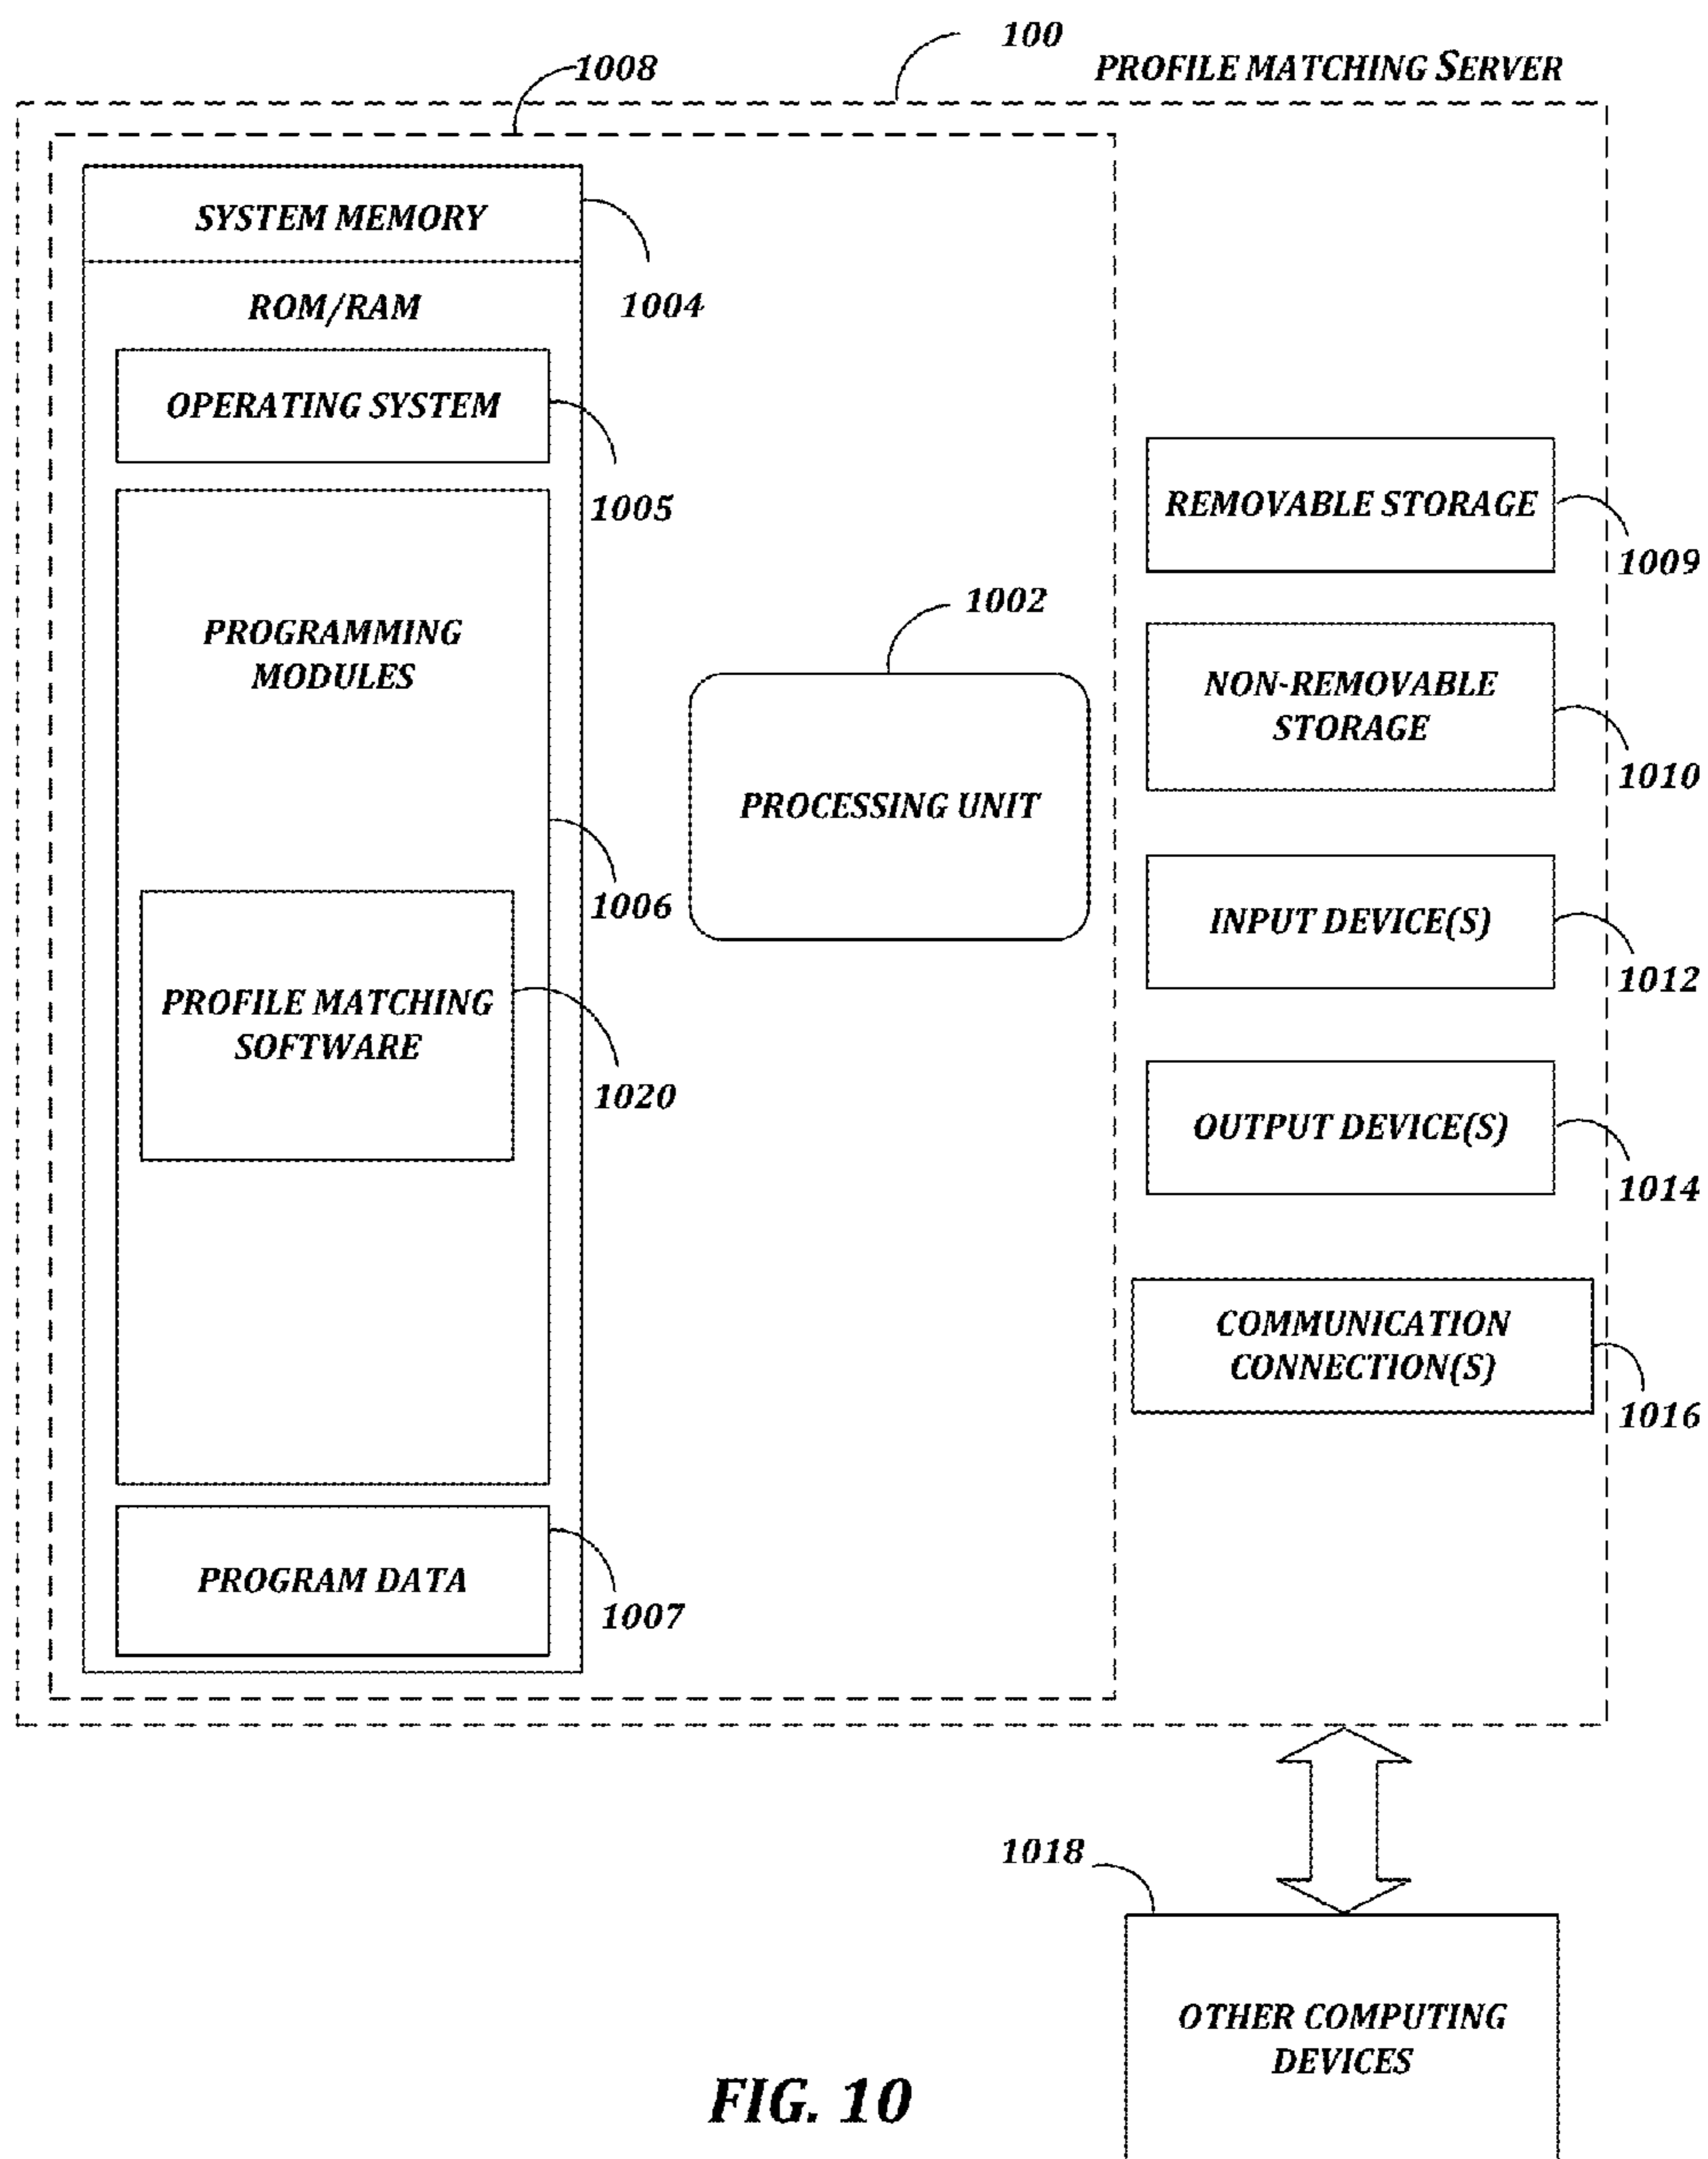 100
PROFILE MATCHING SERVER
1008
SYSTEM MEMORY
1004
ROM/RAM
OPERATING SYSTEM
1005
PROGRAMMING
MODULES
1006
PROFILE MATCHING
SOFTWARE
1020
PROGRAM DATA
1007
1002
PROCESSING UNIT
REMOVABLE STORAGE
1009
NON-REMOVABLE
STORAGE
1010
INPUT DEVICE(S)
1012
OUTPUT DEVICE(S)
1014
COMMUNICATION
CONNECTION(S)
1016
1018
OTHER COMPUTING
DEVICES
FIG. 10